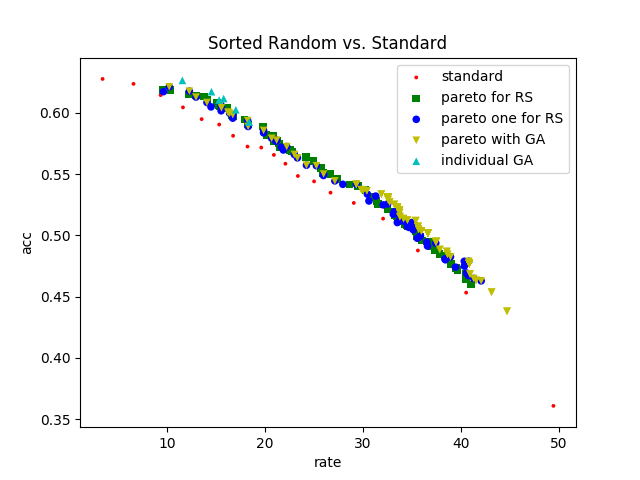 Sorted Random vs. Standard
standard
pareto for RS
pareto one for RS
pareto with GA
individual GA
acc
0.60
0.55
0.50
0.45
0.40
0.35
10 20 30 40 50
rate